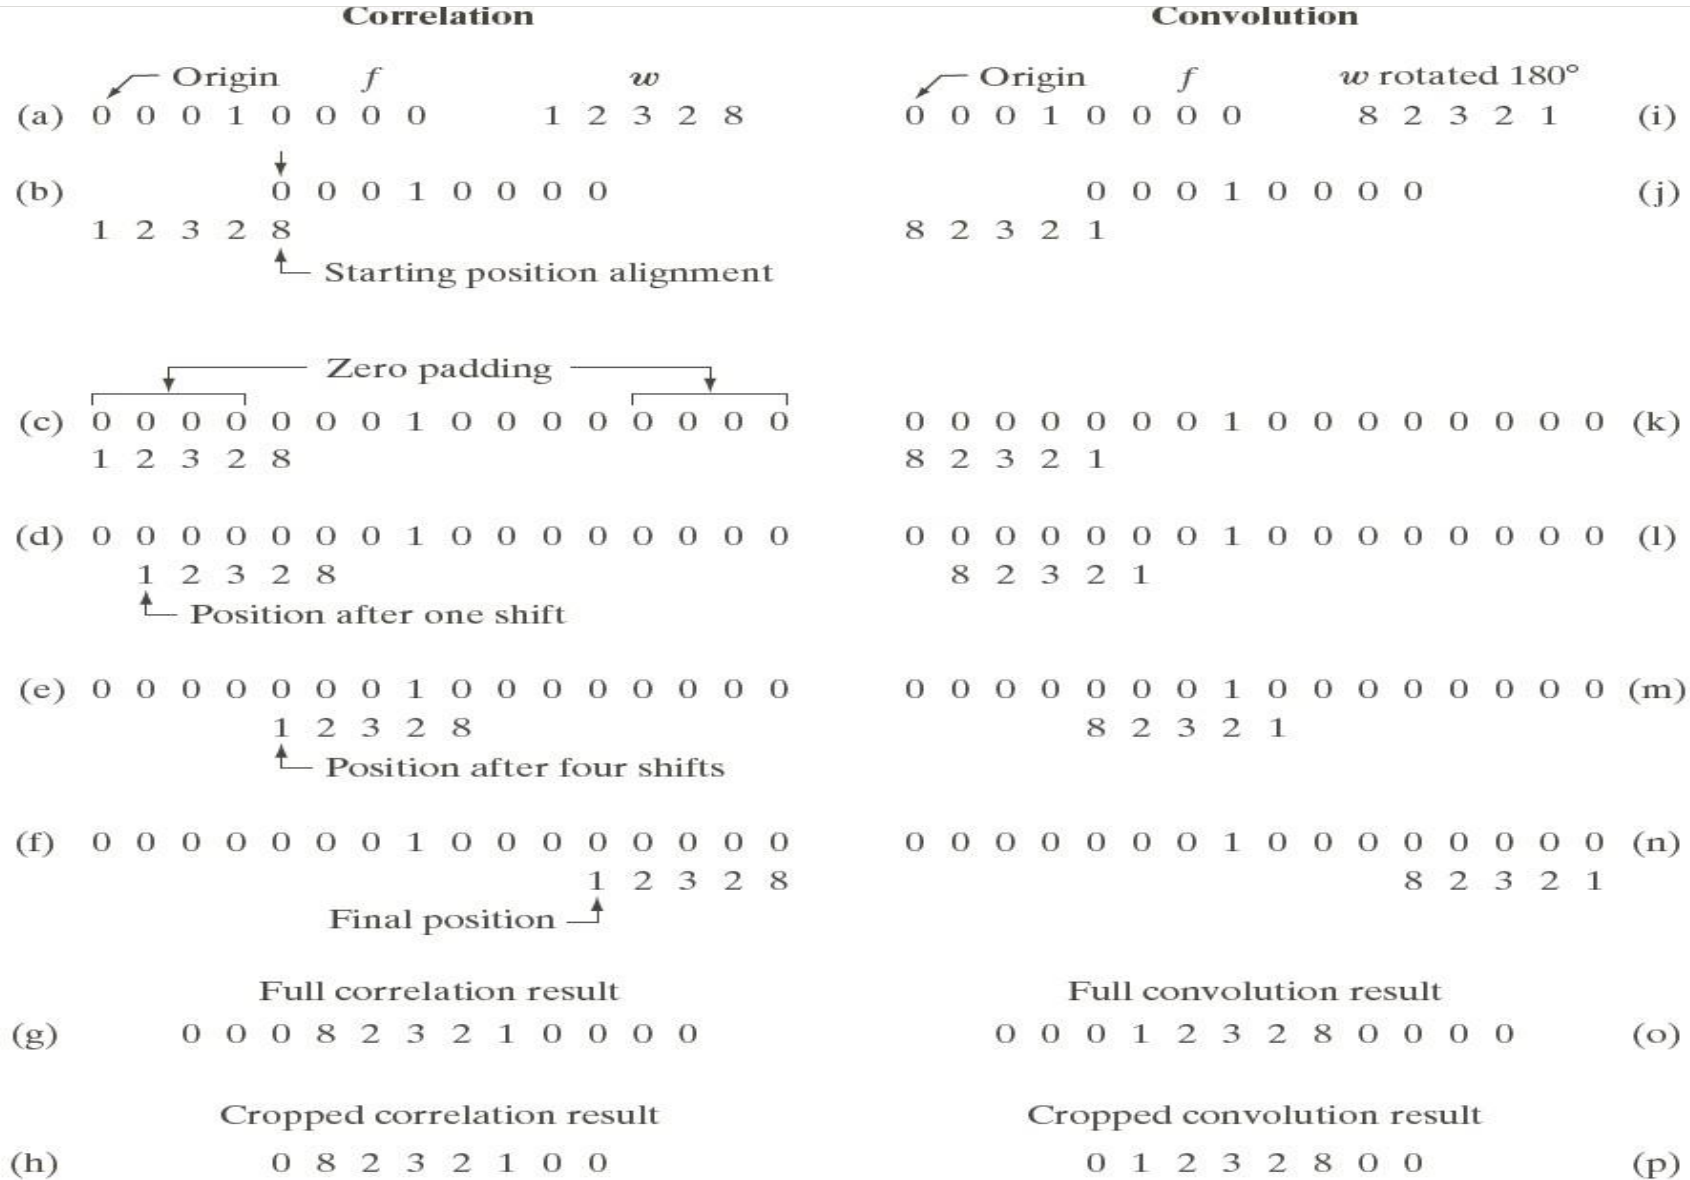 Correlation Convolution
Origin f w Origin f w rotated 180°
(a) 0 0 0 1 0 0 0 0 1 2 3 2 8 0 0 0 1 0 0 0 0 8 2 3 2 1 (i)
(b) 0 0 0 1 0 0 0 0 0 0 0 1 0 0 0 0 (j)
1 2 3 2 8 8 2 3 2 1
Starting position alignment
Zero padding
(c) 0 0 0 0 0 0 0 1 0 0 0 0 0 0 0 0 0 0 0 0 0 0 0 1 0 0 0 0 0 0 0 0 (k)
1 2 3 2 8 8 2 3 2 1
(d) 0 0 0 0 0 0 0 1 0 0 0 0 0 0 0 0 0 0 0 0 0 0 0 1 0 0 0 0 0 0 0 0 (l)
1 2 3 2 8 8 2 3 2 1
Position after one shift
(e) 0 0 0 0 0 0 0 1 0 0 0 0 0 0 0 0 0 0 0 0 0 0 0 1 0 0 0 0 0 0 0 0 (m)
1 2 3 2 8 8 2 3 2 1
Position after four shifts
(f) 0 0 0 0 0 0 0 1 0 0 0 0 0 0 0 0 0 0 0 0 0 0 0 1 0 0 0 0 0 0 0 0 (n)
1 2 3 2 8 8 2 3 2 1
Final position
Full correlation result Full convolution result
(g) 0 0 0 8 2 3 2 1 0 0 0 0 0 0 0 1 2 3 2 8 0 0 0 0 (o)
Cropped correlation result Cropped convolution result
(h) 0 8 2 3 2 1 0 0 0 1 2 3 2 8 0 0 (p)